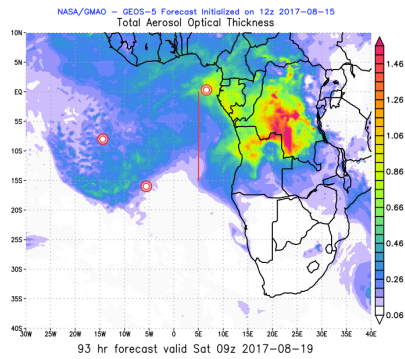 NASA/GMAO - GEOS-5 Forecast Initialized on 12z 2017-08-15
Total Aerosol Optical Thickness
10N
5N
0
5S
10S
15S
20S
25S
30S
35S
40S
30W 25W 20W 15W 10W 5W 0 5E 10E 15E 20E 25E 30E 35E 40E
1.46
1.26
1.06
0.86
0.66
0.46
0.26
0.06
93 hr forecast valid Sat 09z 2017-08-19